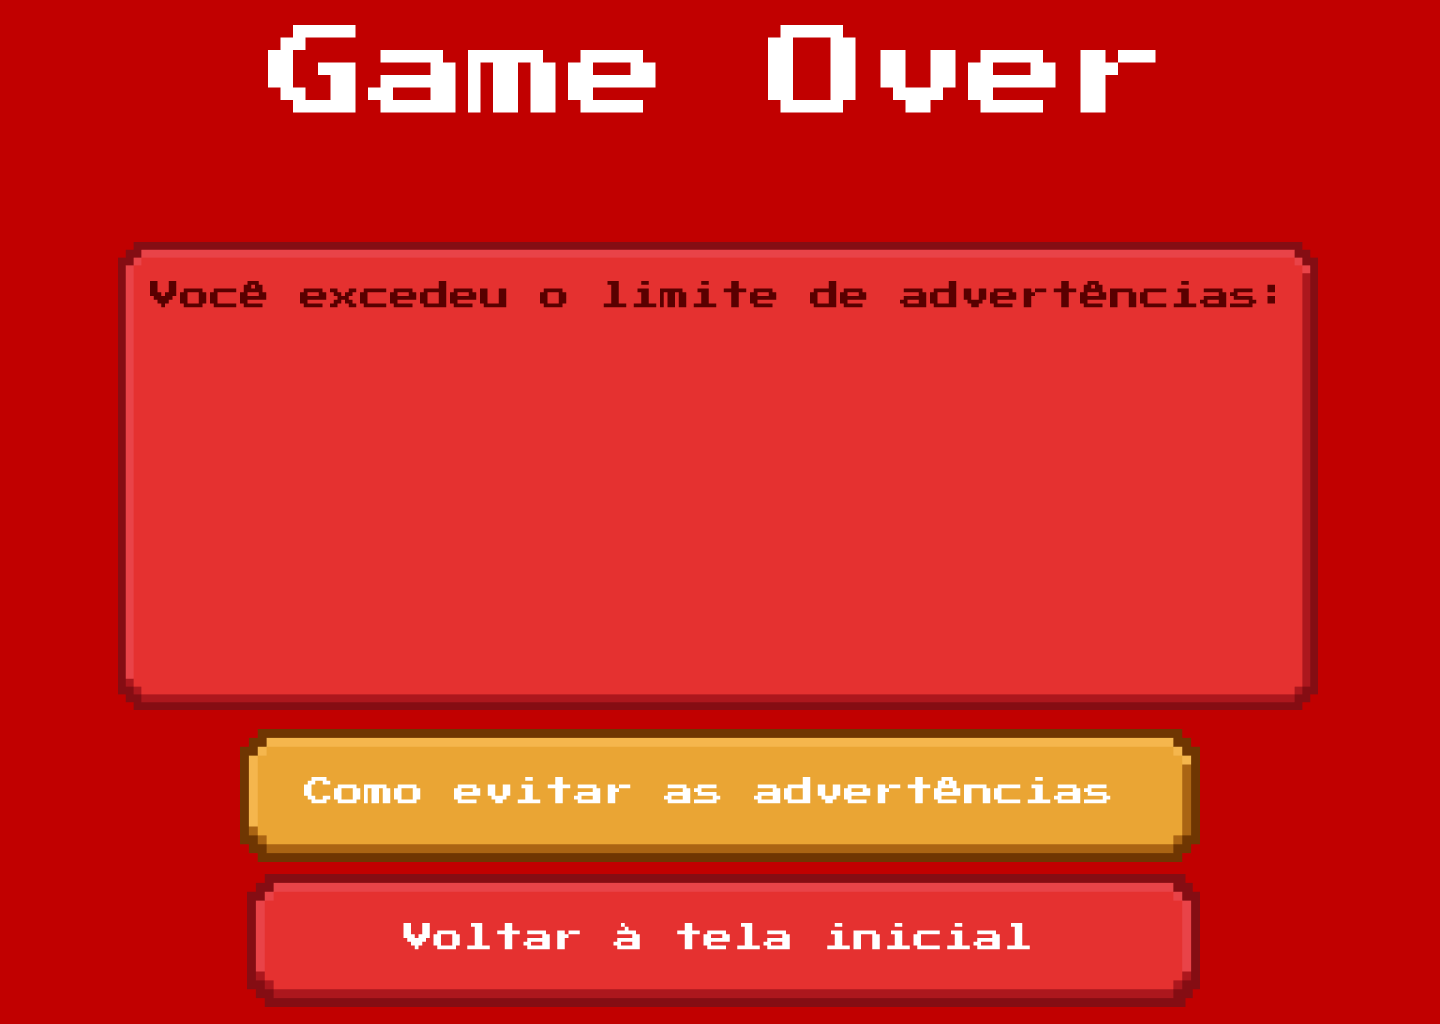 Game Over
Você excedeu o limite de advertências:
Como evitar as advertências
Voltar à tela inicial